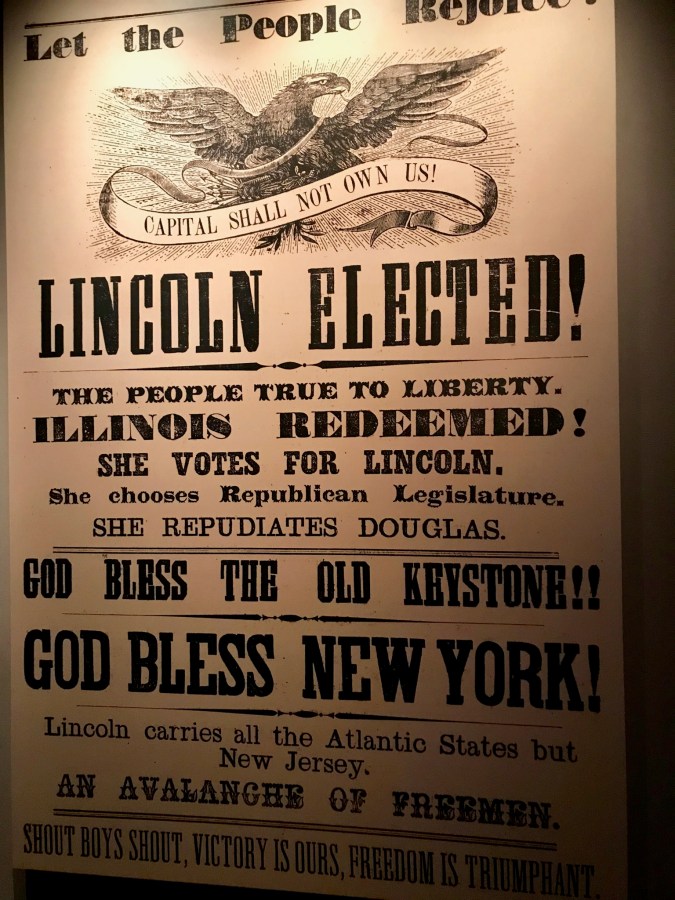 Let the People Rejoice!
CAPITAL SHALL NOT OWN US!
LINCOLN ELECTED!
THE PEOPLE TRUE TO LIBERTY.
ILLINOIS REDEEMED!
SHE VOTES FOR LINCOLN.
She chooses Republican Legislature.
SHE REPUDIATES DOUGLAS.
GOD BLESS THE OLD KEYSTONE!!
GOD BLESS NEW YORK!
Lincoln carries all the Atlantic States but
New Jersey.
AN AVALANCHE OF FREEMEN.
SHOUT BOYS SHOUT, VICTORY IS OURS, FREEDOM IS TRIUMPHANT.